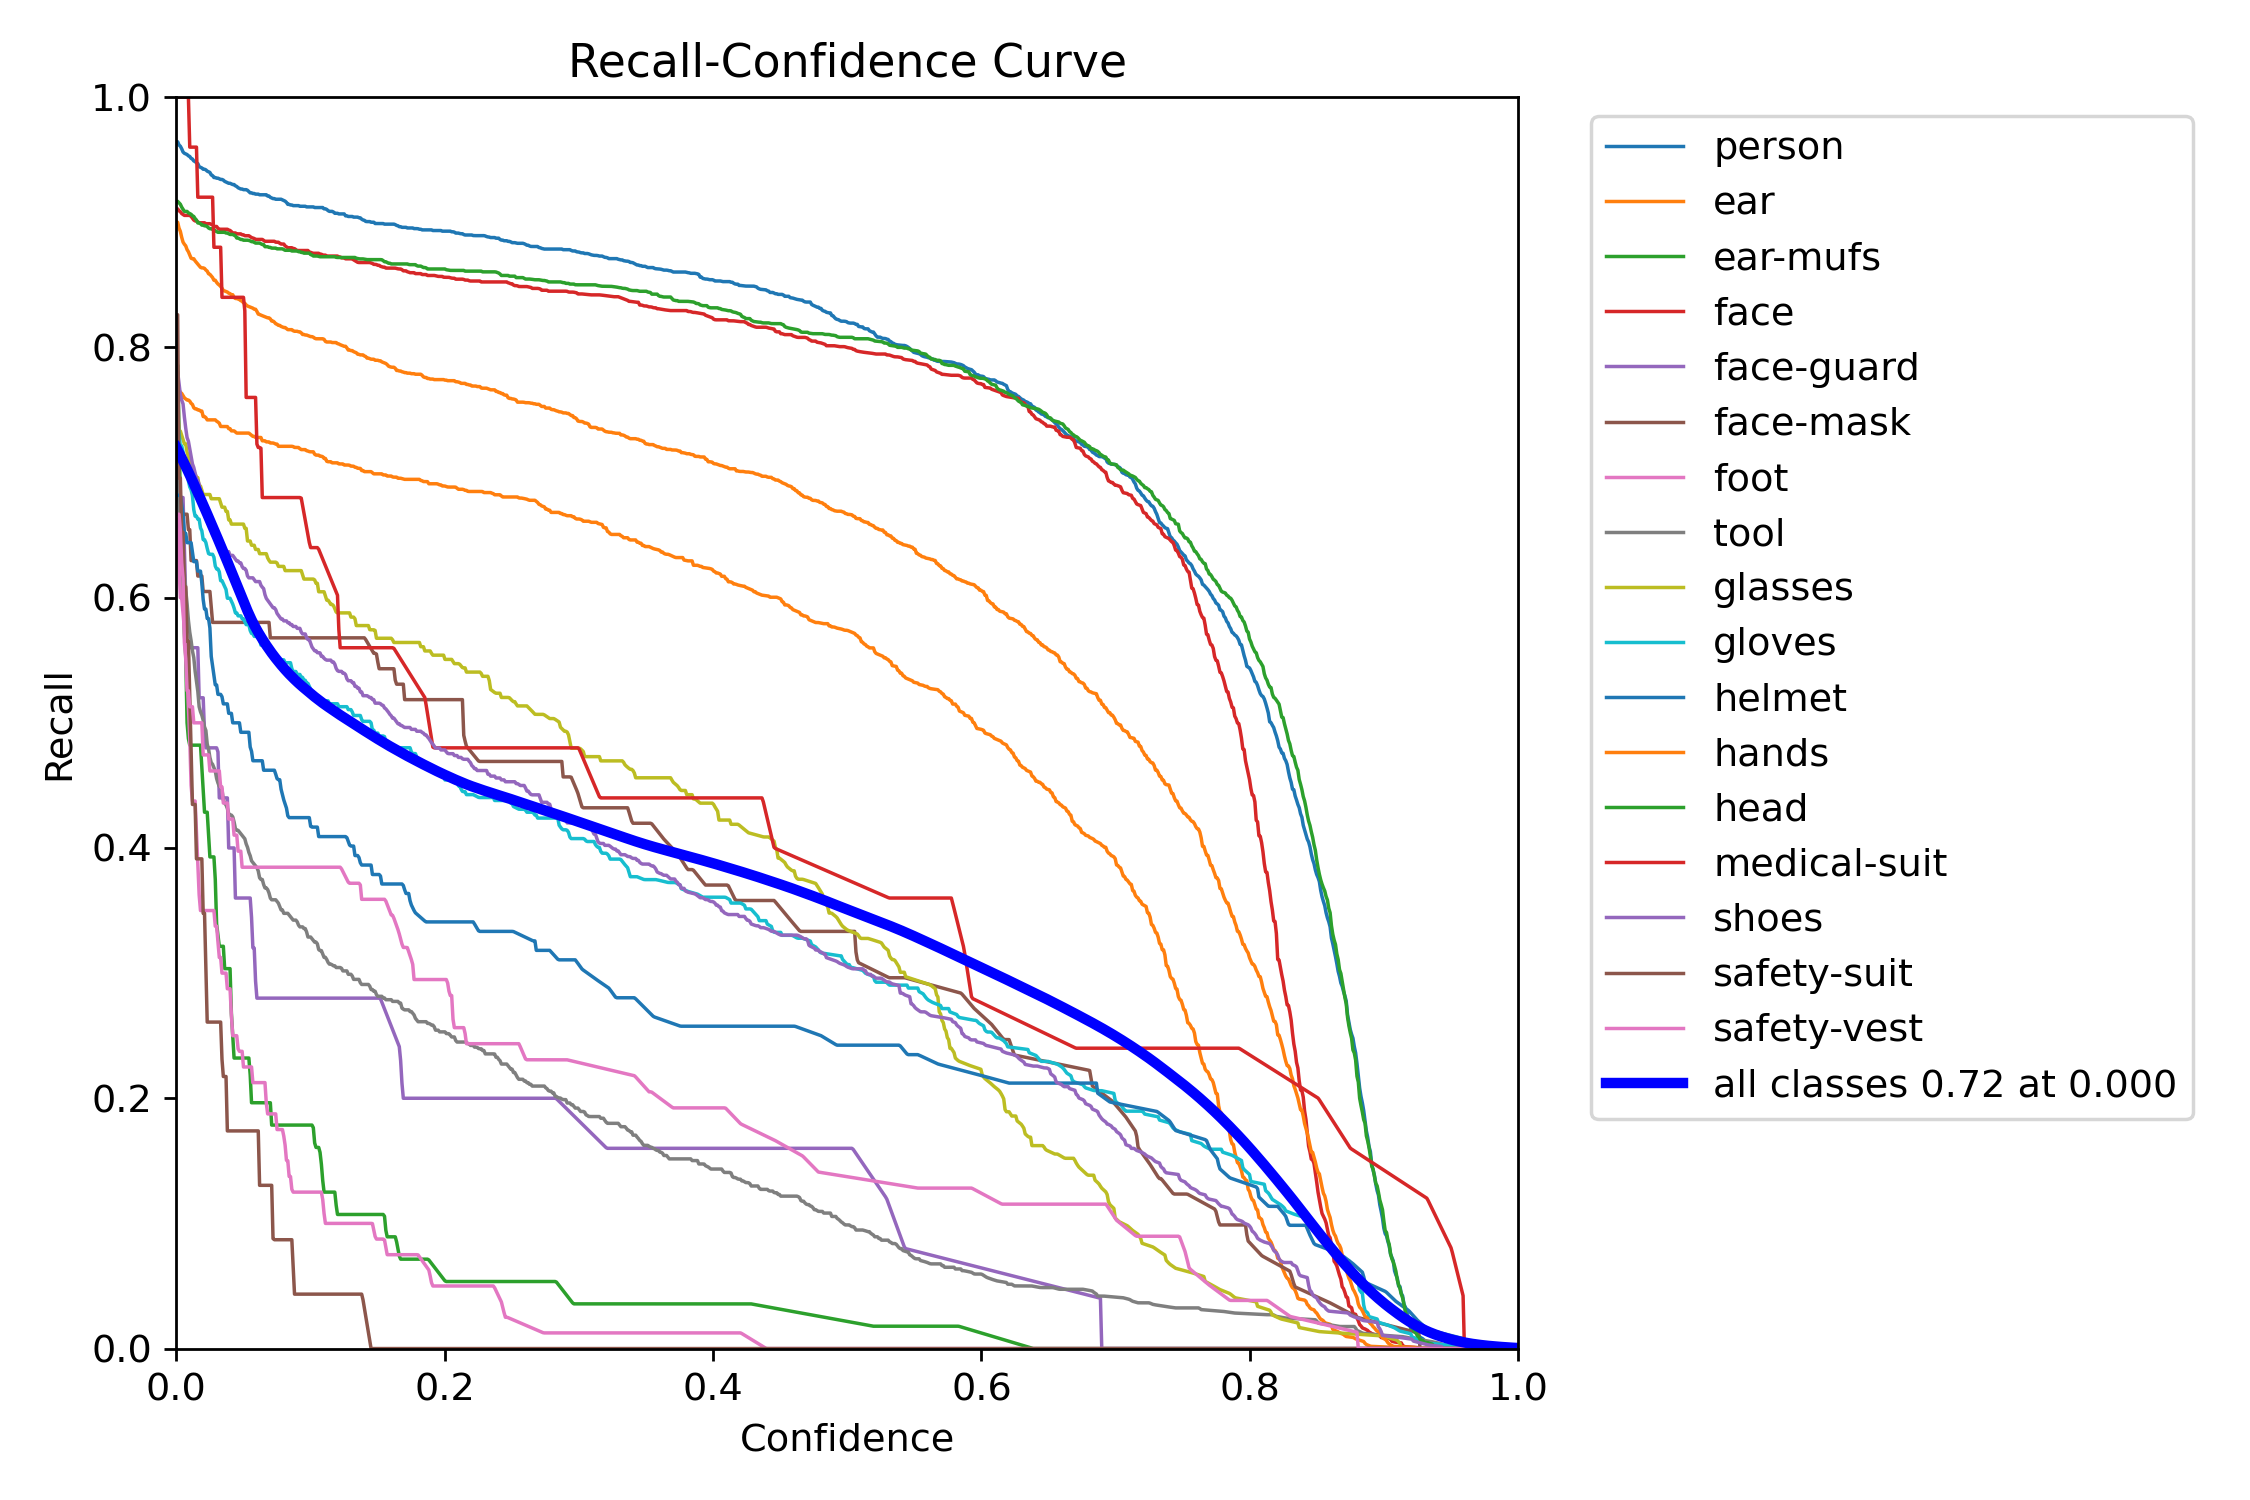 Recall-Confidence Curve
1.0
0.8
0.6
0.4
0.2
0.0
Recall
0.0 0.2 0.4 0.6 0.8 1.0
Confidence
person
ear
ear-mufs
face
face-guard
face-mask
foot
tool
glasses
gloves
helmet
hands
head
medical-suit
shoes
safety-suit
safety-vest
all classes 0.72 at 0.000